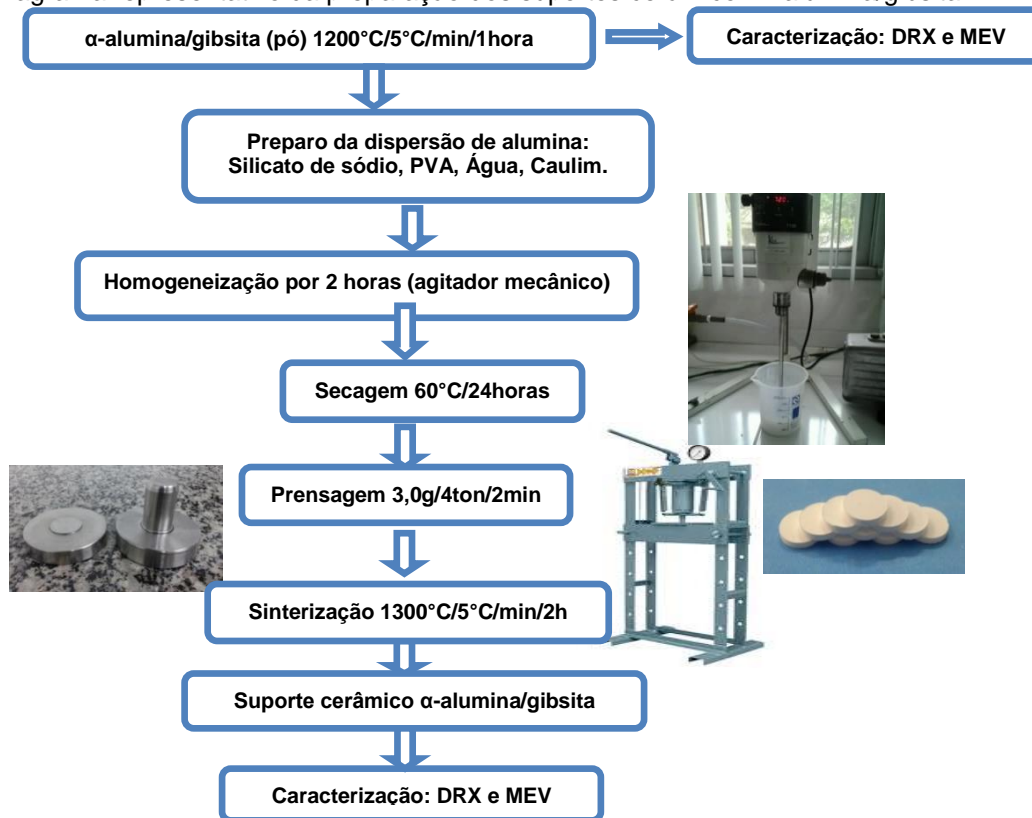 α-alumina/gibsita (pó) 1200°C/5°C/min/1hora
Caracterização: DRX e MEV
Preparo da dispersão de alumina:
Silicato de sódio, PVA, Água, Caulim.
Homogeneização por 2 horas (agitador mecânico)
Secagem 60°C/24horas
Prensagem 3,0g/4ton/2min
Sinterização 1300°C/5°C/min/2h
Suporte cerâmico α-alumina/gibsita
Caracterização: DRX e MEV